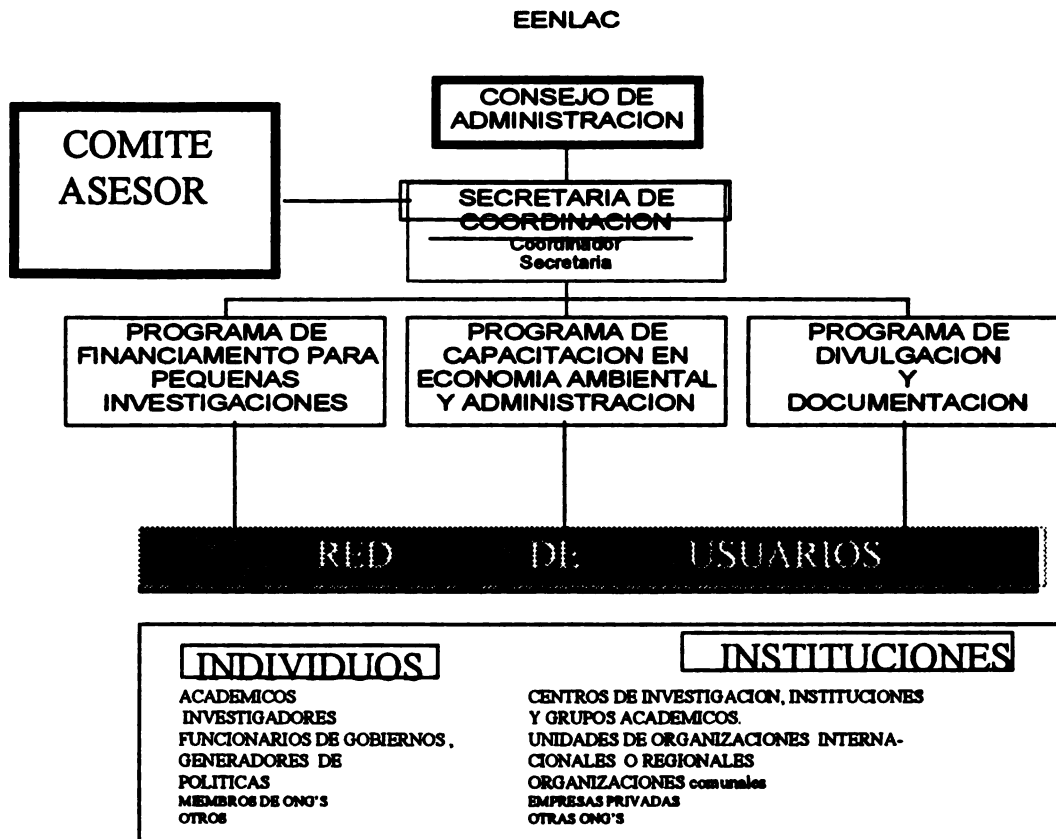 EENLAC
CONSEJO DE
ADMINISTRACION
COMITE
ASESOR
SECRETARIA DE
COORDINACION
Coordinador
Secretaria
PROGRAMA DE
FINANCIAMENTO PARA
PEQUENAS
INVESTIGACIONES
PROGRAMA DE
CAPACITACION EN
ECONOMIA AMBIENTAL
Y ADMINISTRACION
PROGRAMA DE
DIVULGACION
Y
DOCUMENTACION
RED DE USUARIOS
INDIVIDUOS
ACADEMICOS
INVESTIGADORES
FUNCIONARIOS DE GOBIERNOS,
GENERADORES DE
POLITICAS
MIEMBROS DE ONG'S
OTROS
INSTITUCIONES
CENTROS DE INVESTIGACION, INSTITUCIONES
Y GRUPOS ACADEMICOS.
UNIDADES DE ORGANIZACIONES INTERNA-
CIONALES O REGIONALES
ORGANIZACIONES comunales
EMPRESAS PRIVADAS
OTRAS ONG'S